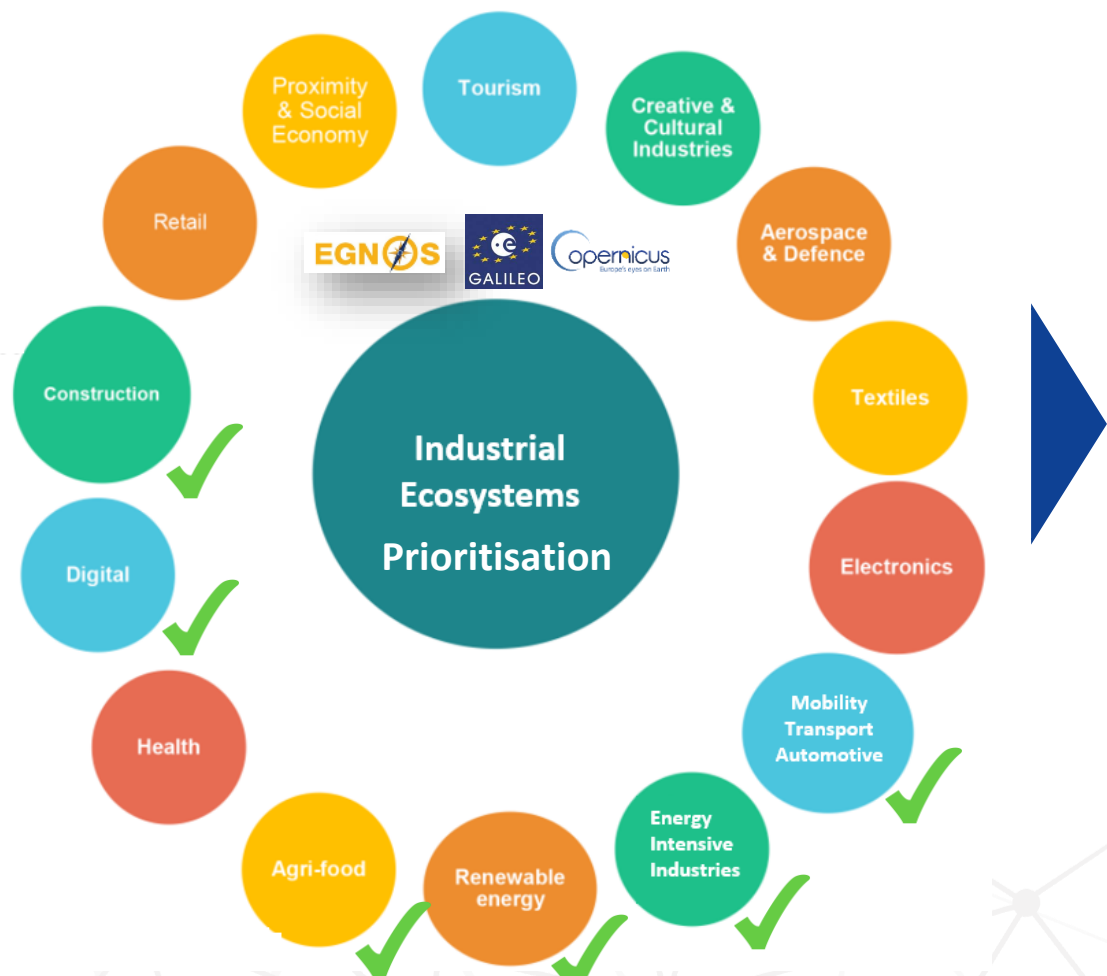 Proximity
& Social
Economy
Tourism
Creative &
Cultural
Industries
Retail
Aerospace
& Defence
EGNOS
GALILEO
Copernicus
Europe's eyes on Earth
Construction
Textiles
Industrial
Ecosystems
Prioritisation
Digital
Electronics
Health
Mobility
Transport
Automotive
Agri-food
Renewable
energy
Energy
Intensive
Industries